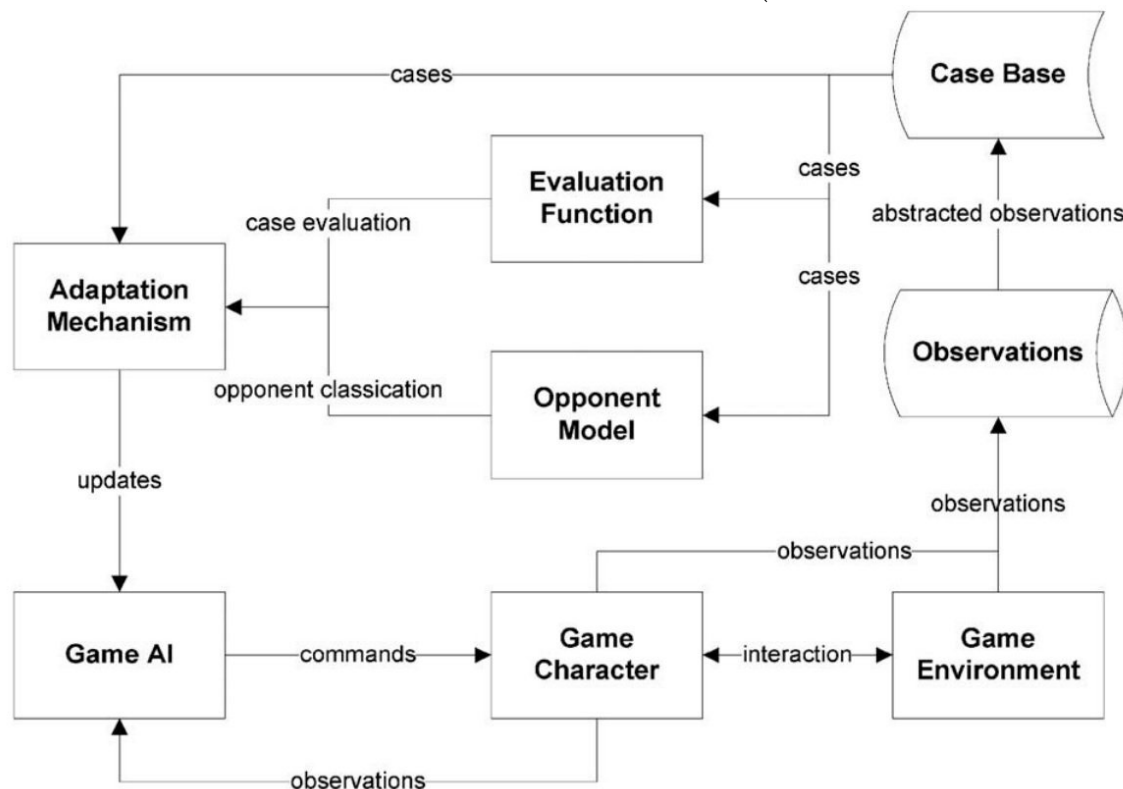 Case Base
cases
Evaluation
Function
cases
case evaluation
abstracted observations
cases
Adaptation
Mechanism
Observations
opponent classication
Opponent
Model
updates
observations
observations
Game AI
commands
Game
Character
interaction
Game
Environment
observations